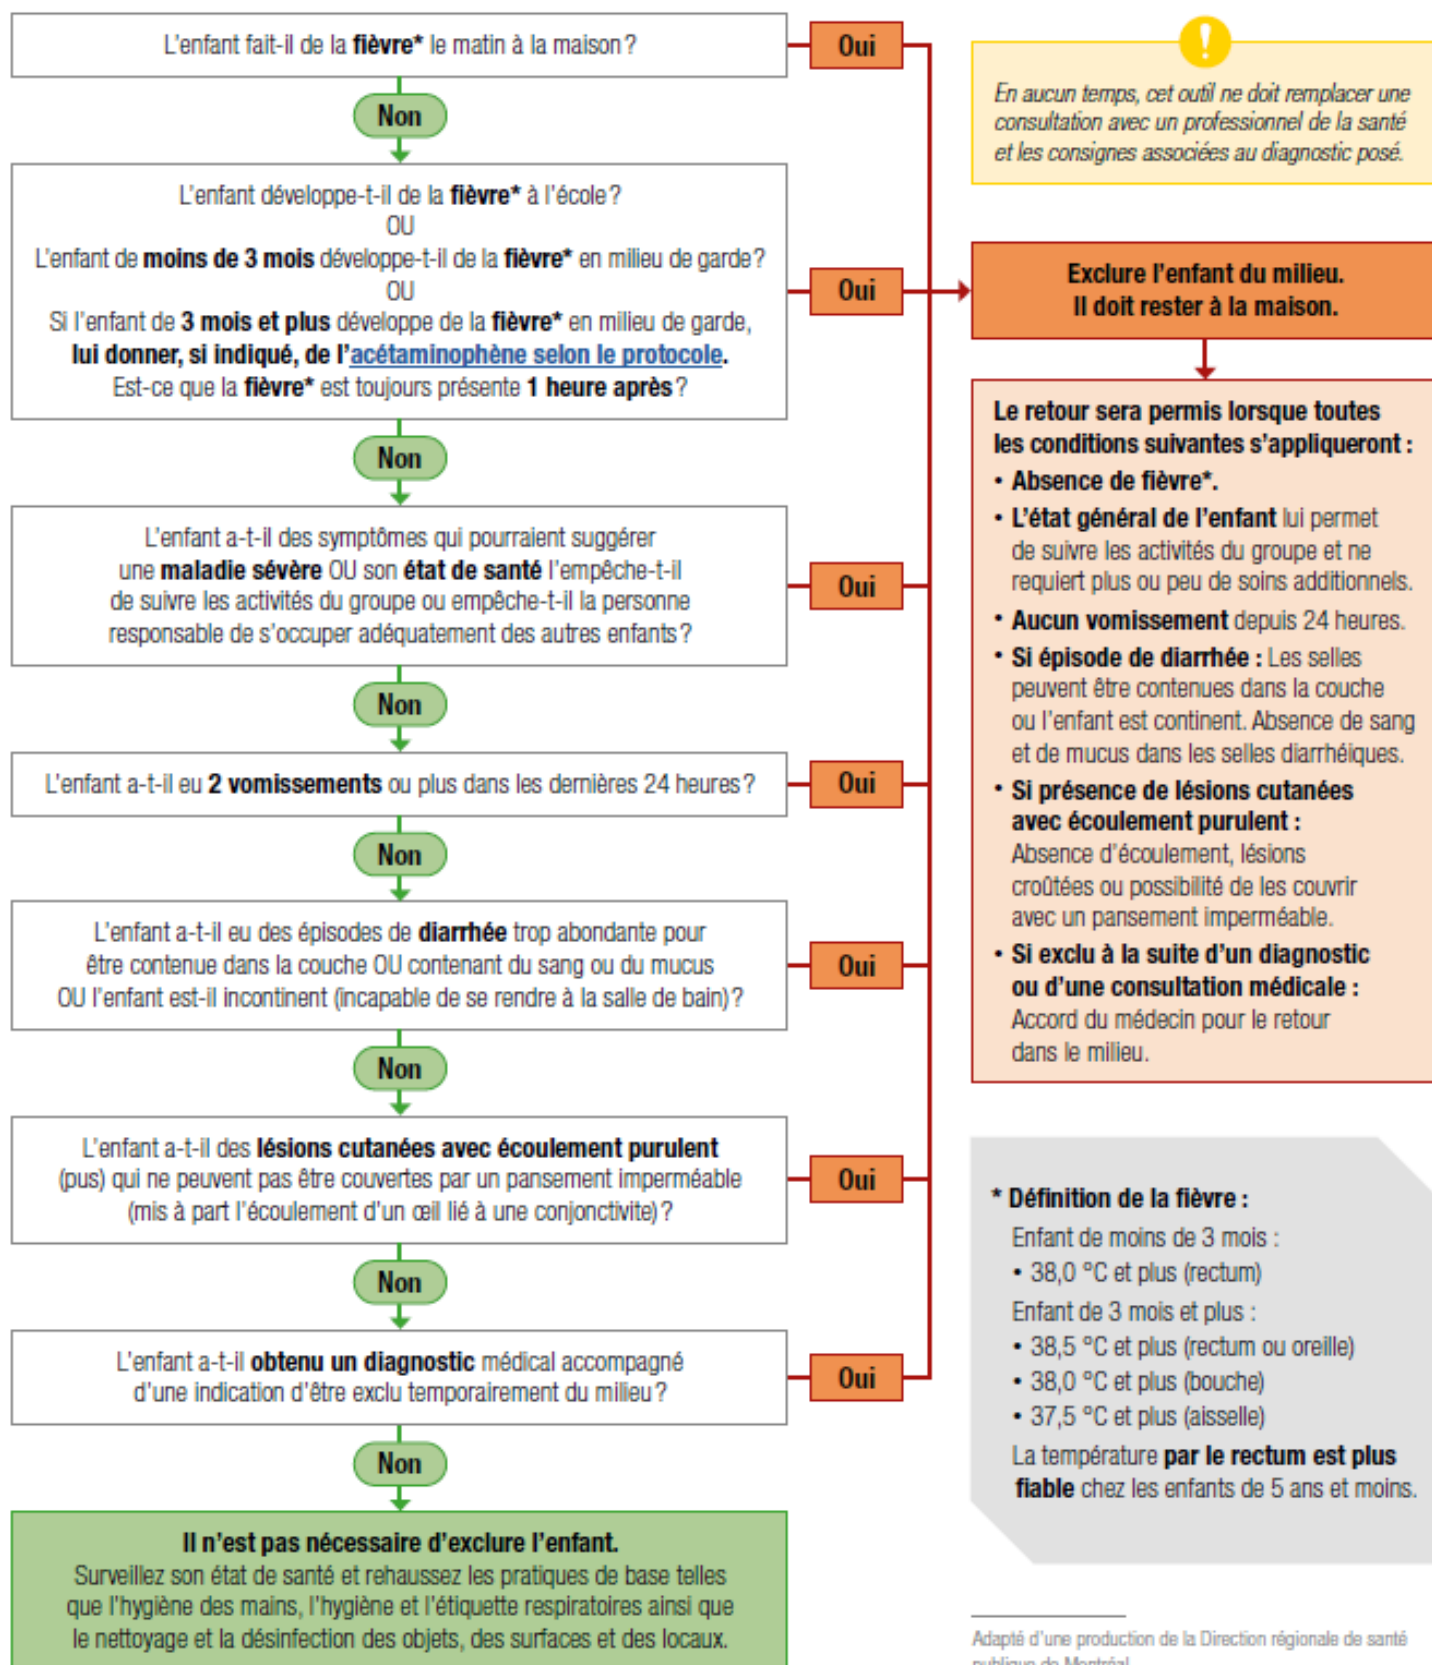 L'enfant fait-il de la fièvre* le matin à la maison?
Oui
Non
L'enfant développe-t-il de la fièvre* à l'école?
OU
L'enfant de moins de 3 mois développe-t-il de la fièvre* en milieu de garde?
OU
Si l'enfant de 3 mois et plus développe de la fièvre* en milieu de garde,
lui donner, si indiqué, de l'acétaminophène selon le protocole.
Est-ce que la fièvre* est toujours présente 1 heure après?
Oui
Non
L'enfant a-t-il des symptômes qui pourraient suggérer
une maladie sévère OU son état de santé l'empêche-t-il
de suivre les activités du groupe ou empêche-t-il la personne
responsable de s'occuper adéquatement des autres enfants?
Oui
Non
L'enfant a-t-il eu 2 vomissements ou plus dans les dernières 24 heures?
Oui
Non
L'enfant a-t-il eu des épisodes de diarrhée trop abondante pour
être contenue dans la couche OU contenant du sang ou du mucus
OU l'enfant est-il incontinent (incapable de se rendre à la salle de bain)?
Oui
Non
L'enfant a-t-il des lésions cutanées avec écoulement purulent
(pus) qui ne peuvent pas être couvertes par un pansement imperméable
(mis à part l'écoulement d'un œil lié à une conjonctivite)?
Oui
Non
L'enfant a-t-il obtenu un diagnostic médical accompagné
d'une indication d'être exclu temporairement du milieu?
Oui
Non
Il n'est pas nécessaire d'exclure l'enfant.
Surveillez son état de santé et rehaussez les pratiques de base telles
que l'hygiène des mains, l'hygiène et l'étiquette respiratoires ainsi que
le nettoyage et la désinfection des objets, des surfaces et des locaux.
!
En aucun temps, cet outil ne doit remplacer une
consultation avec un professionnel de la santé
et les consignes associées au diagnostic posé.
Exclure l'enfant du milieu.
Il doit rester à la maison.
Le retour sera permis lorsque toutes
les conditions suivantes s'appliqueront :
• Absence de fièvre*.
• L'état général de l'enfant lui permet
de suivre les activités du groupe et ne
requiert plus ou peu de soins additionnels.
• Aucun vomissement depuis 24 heures.
• Si épisode de diarrhée : Les selles
peuvent être contenues dans la couche
ou l'enfant est continent. Absence de sang
et de mucus dans les selles diarrhéiques.
• Si présence de lésions cutanées
avec écoulement purulent :
Absence d'écoulement, lésions
croûtées ou possibilité de les couvrir
avec un pansement imperméable.
• Si exclu à la suite d'un diagnostic
ou d'une consultation médicale :
Accord du médecin pour le retour
dans le milieu.
* Définition de la fièvre :
Enfant de moins de 3 mois :
• 38,0 °C et plus (rectum)
Enfant de 3 mois et plus :
• 38,5 °C et plus (rectum ou oreille)
• 38,0 °C et plus (bouche)
• 37,5 °C et plus (aisselle)
La température par le rectum est plus
fiable chez les enfants de 5 ans et moins.
Adapté d'une production de la Direction régionale de santé
publique de Montréal